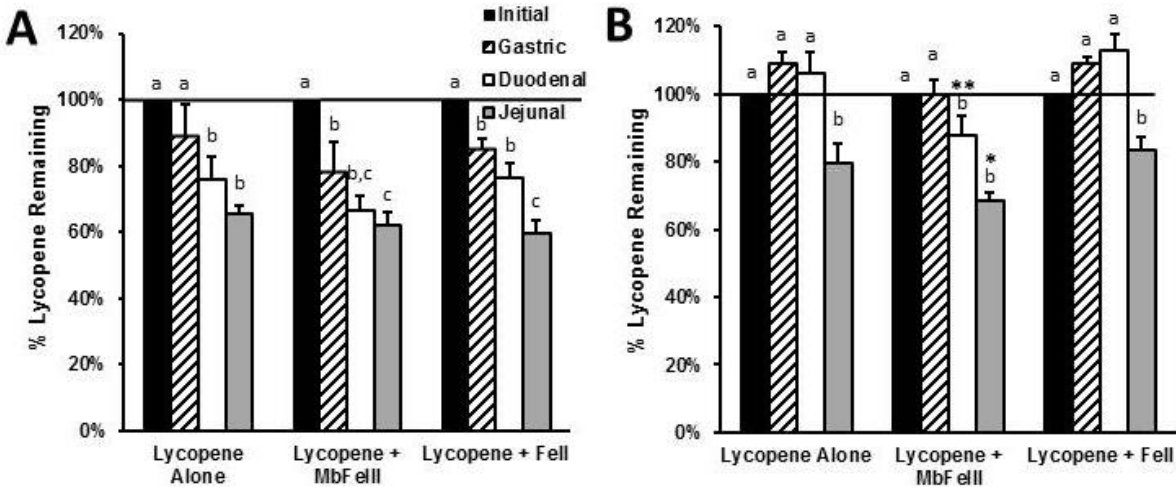 A
120%
100%
80%
60%
40%
20%
0%
% Lycopene Remaining
Initial
Gastric
Duodenal
Jejunal
a a b b
a b b,c c
a b b c
Lycopene Alone
Lycopene + MbFeIII
Lycopene + FeII
B
120%
100%
80%
60%
40%
20%
0%
% Lycopene Remaining
a a a b
a a ** b * b
a a a b
Lycopene Alone
Lycopene + MbFeIII
Lycopene + FeII